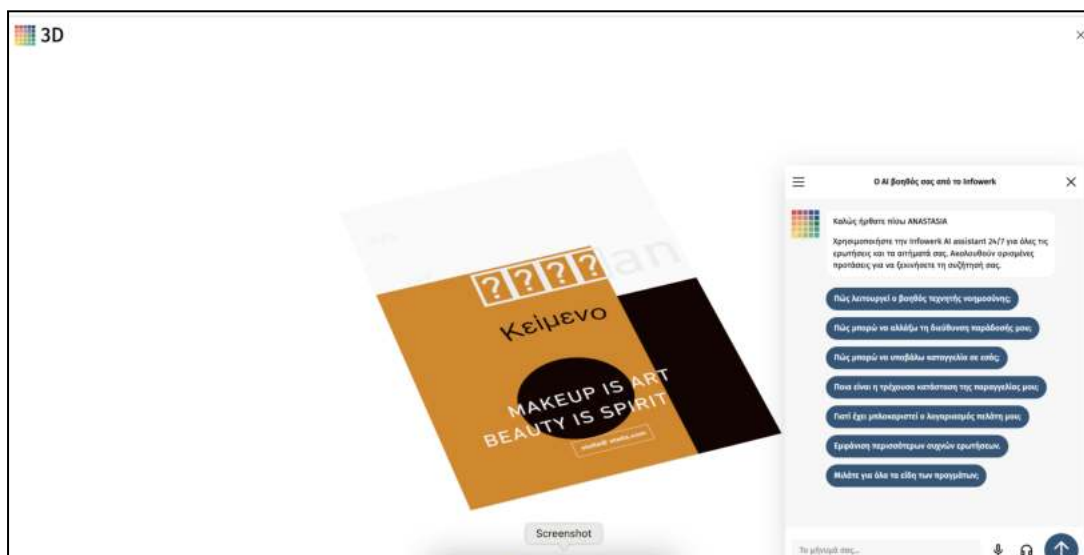 3D
????an
Κείμενο
MAKEUP IS ART
BEAUTY IS SPIRIT
Screenshot
Ο AI βοηθός σας από το Infowerk
Καλώς ήρθατε πίσω ANASTASIA
Χρησιμοποιήστε την Infowerk AI assistant 24/7 για όλες τις
ερωτήσεις και τα αιτήματά σας. Ακολουθούν ορισμένες
προτάσεις για να ξεκινήσετε τη συζήτησή σας.
Πώς λειτουργεί ο βοηθός τεχνητής νοημοσύνης;
Πώς μπορώ να αλλάξω τη διεύθυνση παράδοσής μου;
Πώς μπορώ να υποβάλω καταγγελία σε εσάς;
Ποια είναι η τρέχουσα κατάσταση της παραγγελίας μου;
Γιατί έχει μπλοκαριστεί ο λογαριασμός πελάτη μου;
Εμφάνιση περισσότερων συχνών ερωτήσεων.
Μιλάτε για όλα τα είδη των πραγμάτων;
Το μήνυμά σας...